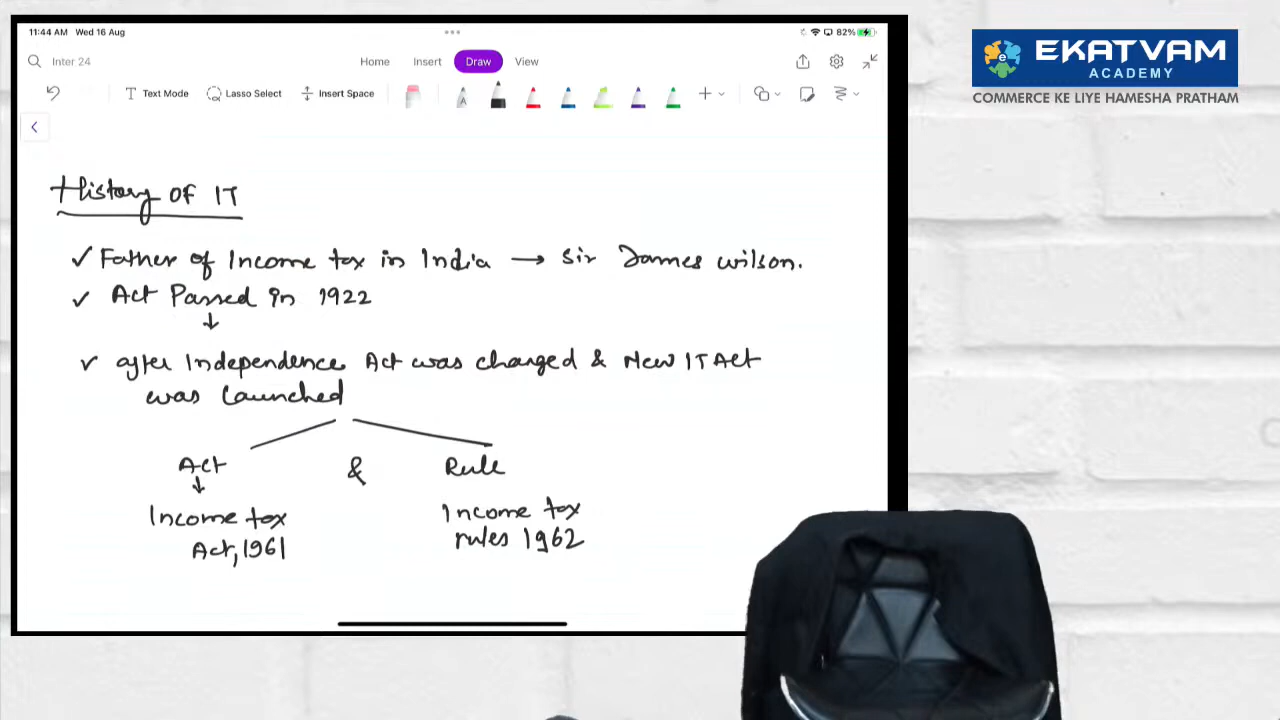 11:44 AM Wed 16 Aug
82%
Inter 24
Home Insert Draw View
Text Mode Lasso Select Insert Space
EKATVAM
ACADEMY
COMMERCE KE LIYE HAMESHA PRATHAM
History of IT
✓ Father of Income tax in India → Sir James wilson.
✓ Act Passed in 1922
↓
✓ after Independence Act was changed & New IT Act
was launched
Act & Rule
↓
Income tax Income tax
Act, 1961 rules 1962